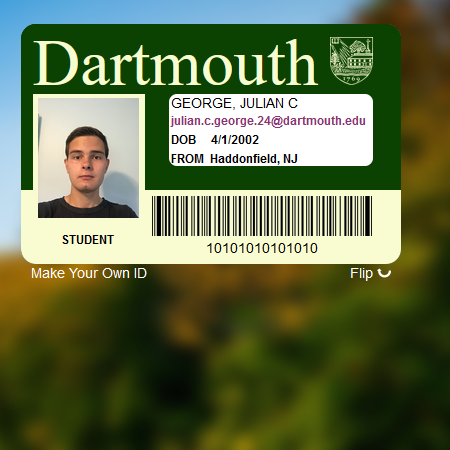 Dartmouth
1769
GEORGE, JULIAN C
julian.c.george.24@dartmouth.edu
DOB 4/1/2002
FROM Haddonfield, NJ
STUDENT
10101010101010
Make Your Own ID
Flip